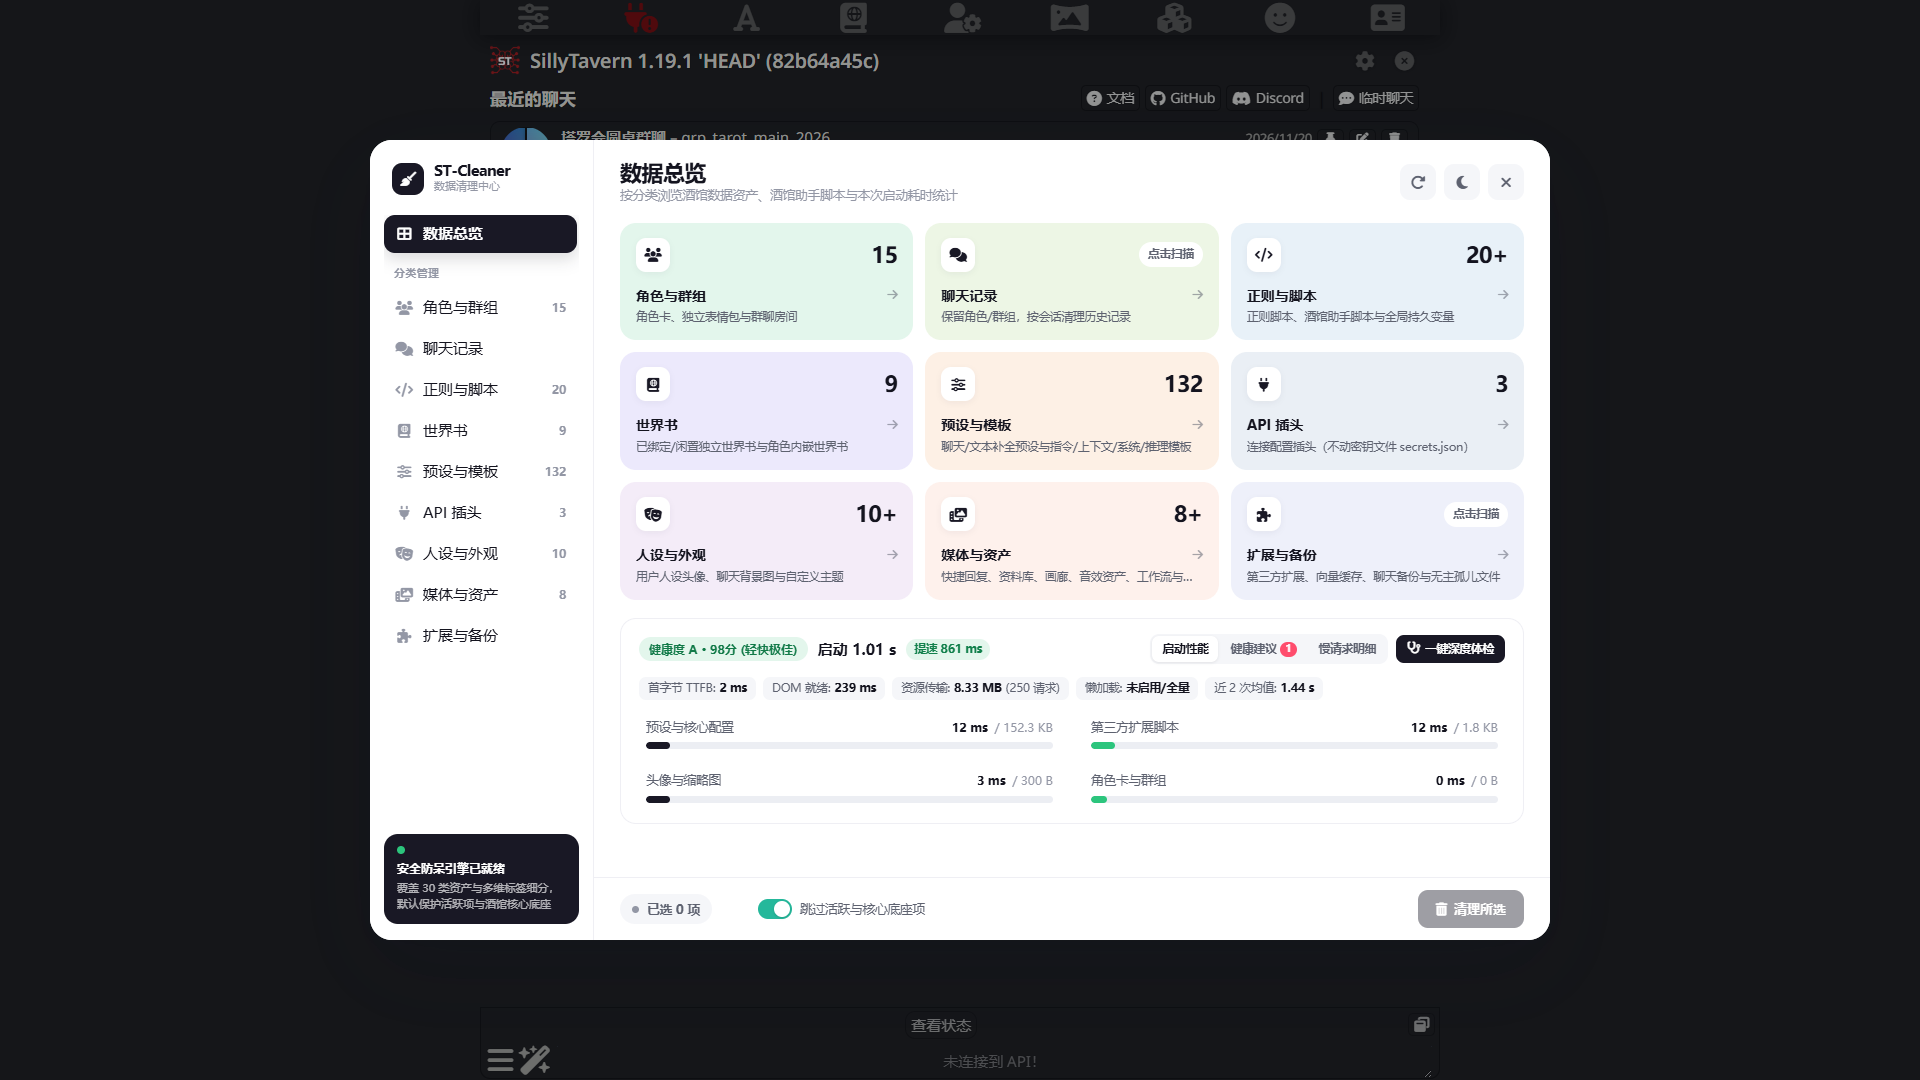 SillyTavern 1.19.1 'HEAD' (82b64a45c)
最近的聊天
文档
GitHub
Discord
临时聊天
塔罗会圆桌群聊 – grp_tarot_main_2026
2026/11/20
ST-Cleaner
数据清理中心
数据总览
分类管理
角色与群组 15
聊天记录
正则与脚本 20
世界书 9
预设与模板 132
API 插头 3
人设与外观 10
媒体与资产 8
扩展与备份
安全防呆引擎已就绪
覆盖 30 类资产与多维标签细分，
默认保护活跃项与酒馆核心底座
数据总览
按分类浏览酒馆数据资产、酒馆助手脚本与本次启动耗时统计
15
角色与群组
角色卡、独立表情包与群聊房间
点击扫描
聊天记录
保留角色/群组，按会话清理历史记录
20+
正则与脚本
正则脚本、酒馆助手脚本与全局持久变量
9
世界书
已绑定/闲置独立世界书与角色内嵌世界书
132
预设与模板
聊天/文本补全预设与指令/上下文/系统/推理模板
3
API 插头
连接配置插头（不动密钥文件 secrets.json）
10+
人设与外观
用户人设头像、聊天背景图与自定义主题
8+
媒体与资产
快捷回复、资料库、画廊、音效资产、工作流与...
点击扫描
扩展与备份
第三方扩展、向量缓存、聊天备份与无主孤儿文件
健康度 A • 98分 (轻快极佳)
启动 1.01 s
提速 861 ms
启动性能
健康建议 1
慢请求明细
一键深度体检
首字节 TTFB: 2 ms
DOM 就绪: 239 ms
资源传输: 8.33 MB (250 请求)
懒加载: 未启用/全量
近 2 次均值: 1.44 s
预设与核心配置 12 ms / 152.3 KB
第三方扩展脚本 12 ms / 1.8 KB
头像与缩略图 3 ms / 300 B
角色卡与群组 0 ms / 0 B
已选 0 项
跳过活跃与核心底座项
清理所选
查看状态
未连接到 API！